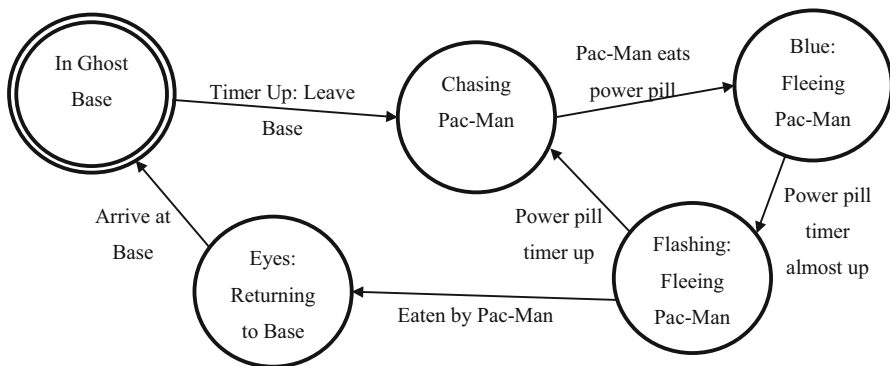 In Ghost
Base
Timer Up: Leave
Base
Chasing
Pac-Man
Pac-Man eats
power pill
Blue:
Fleeing
Pac-Man
Power pill
timer
almost up
Flashing:
Fleeing
Pac-Man
Power pill
timer up
Eaten by Pac-Man
Eyes:
Returning
to Base
Arrive at
Base